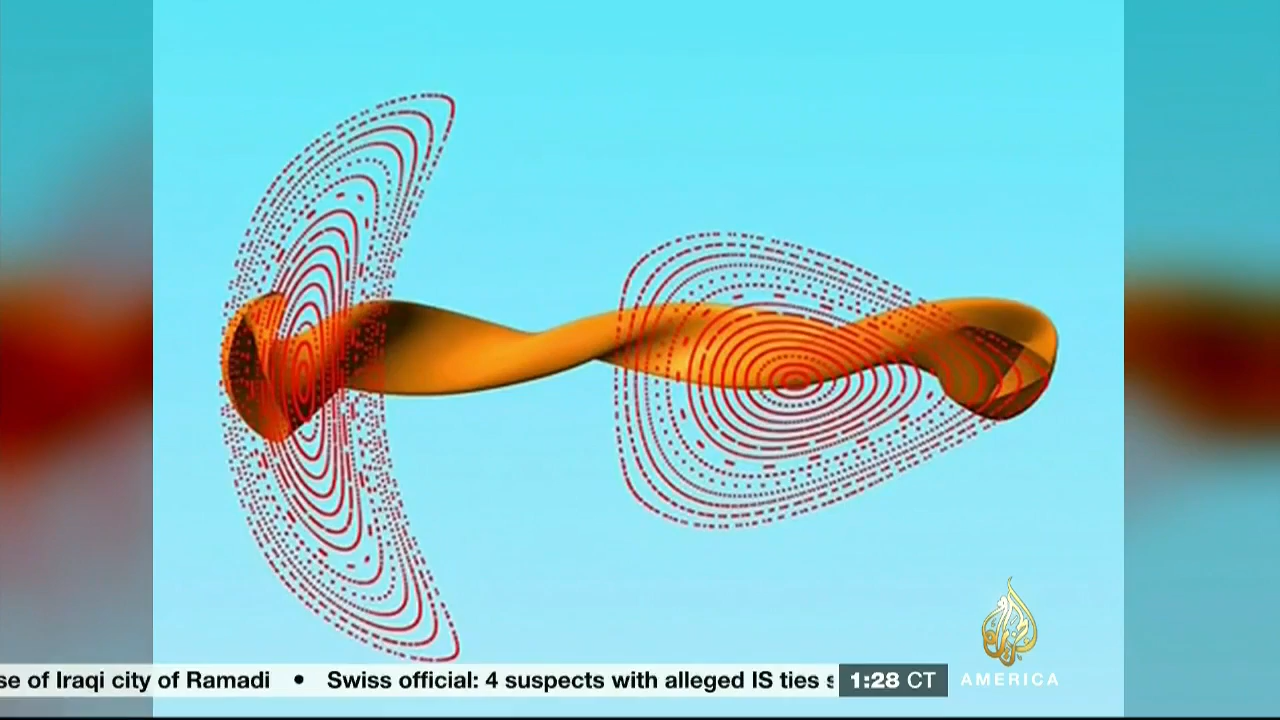 se of Iraqi city of Ramadi • Swiss official: 4 suspects with alleged IS ties 1:28 CT
AMERICA